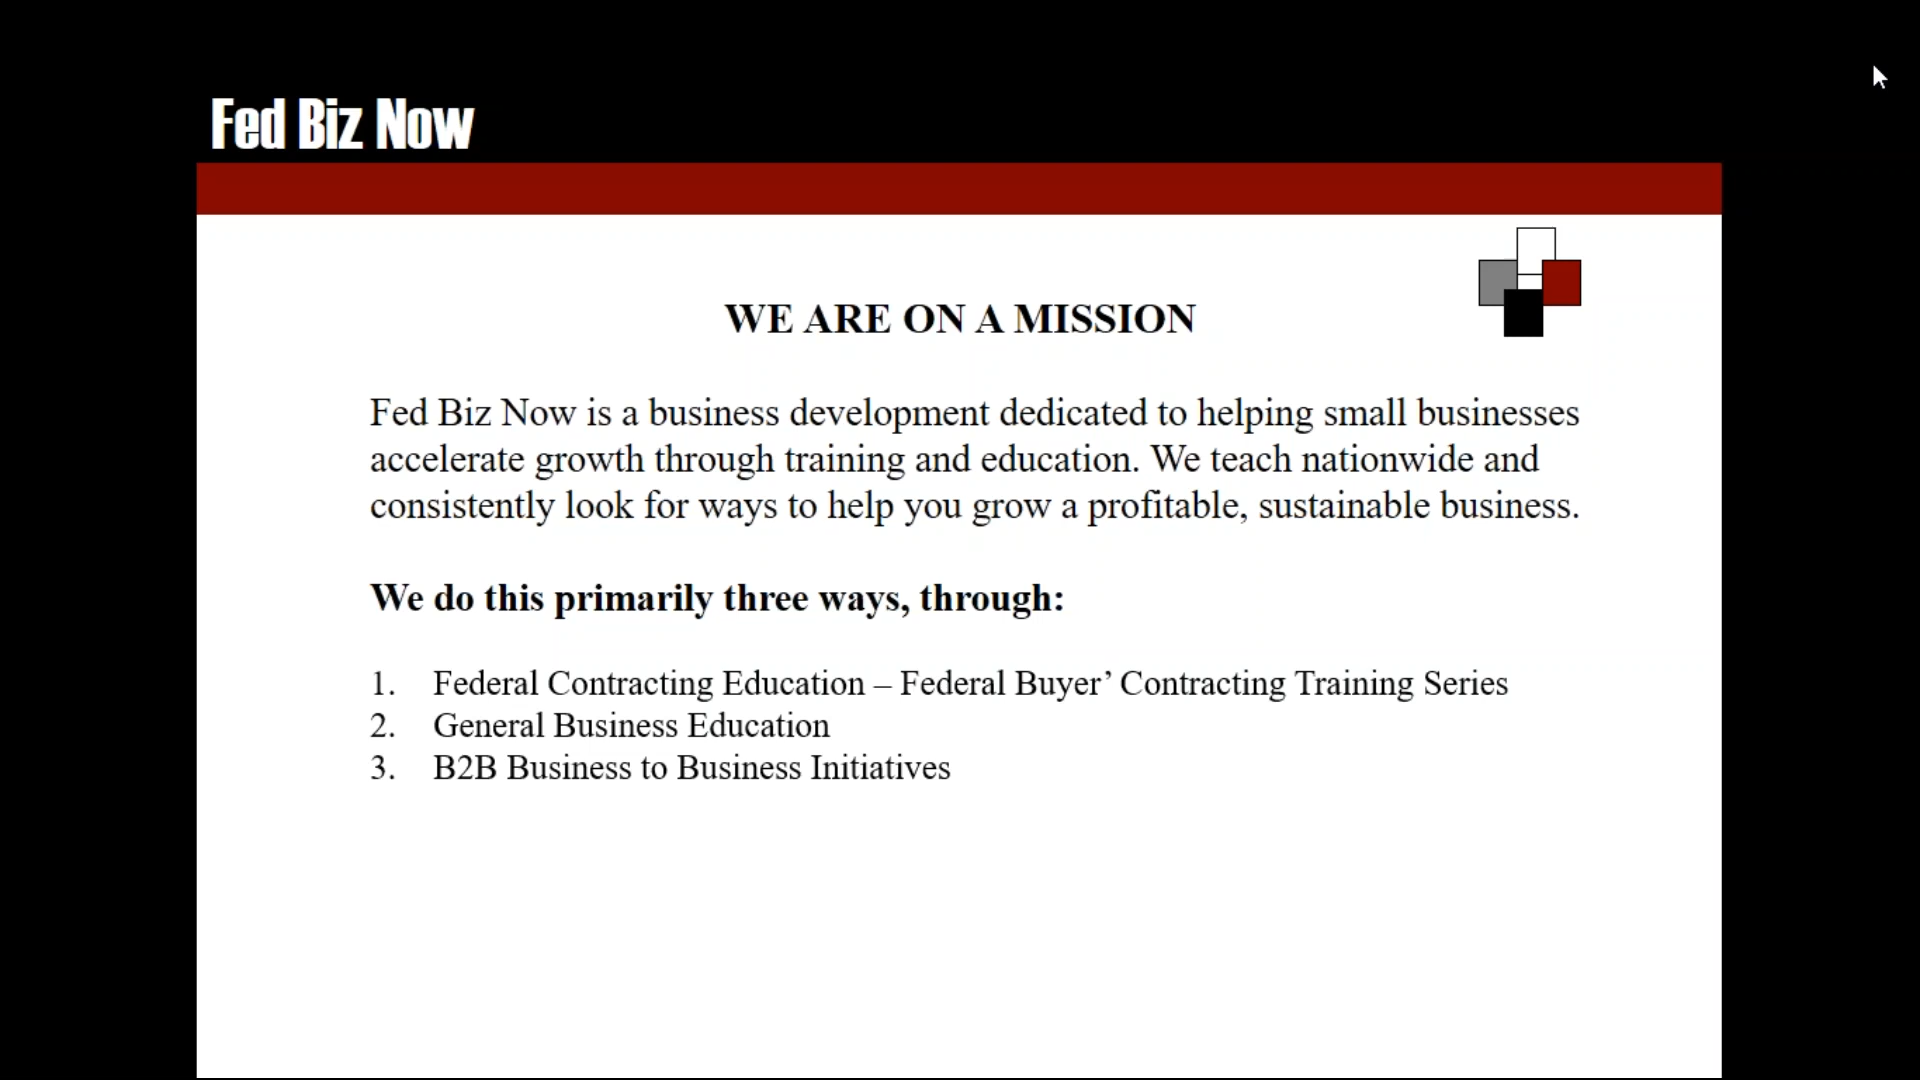 Fed Biz Now
WE ARE ON A MISSION
Fed Biz Now is a business development dedicated to helping small businesses
accelerate growth through training and education. We teach nationwide and
consistently look for ways to help you grow a profitable, sustainable business.
We do this primarily three ways, through:
1. Federal Contracting Education – Federal Buyer’ Contracting Training Series
2. General Business Education
3. B2B Business to Business Initiatives